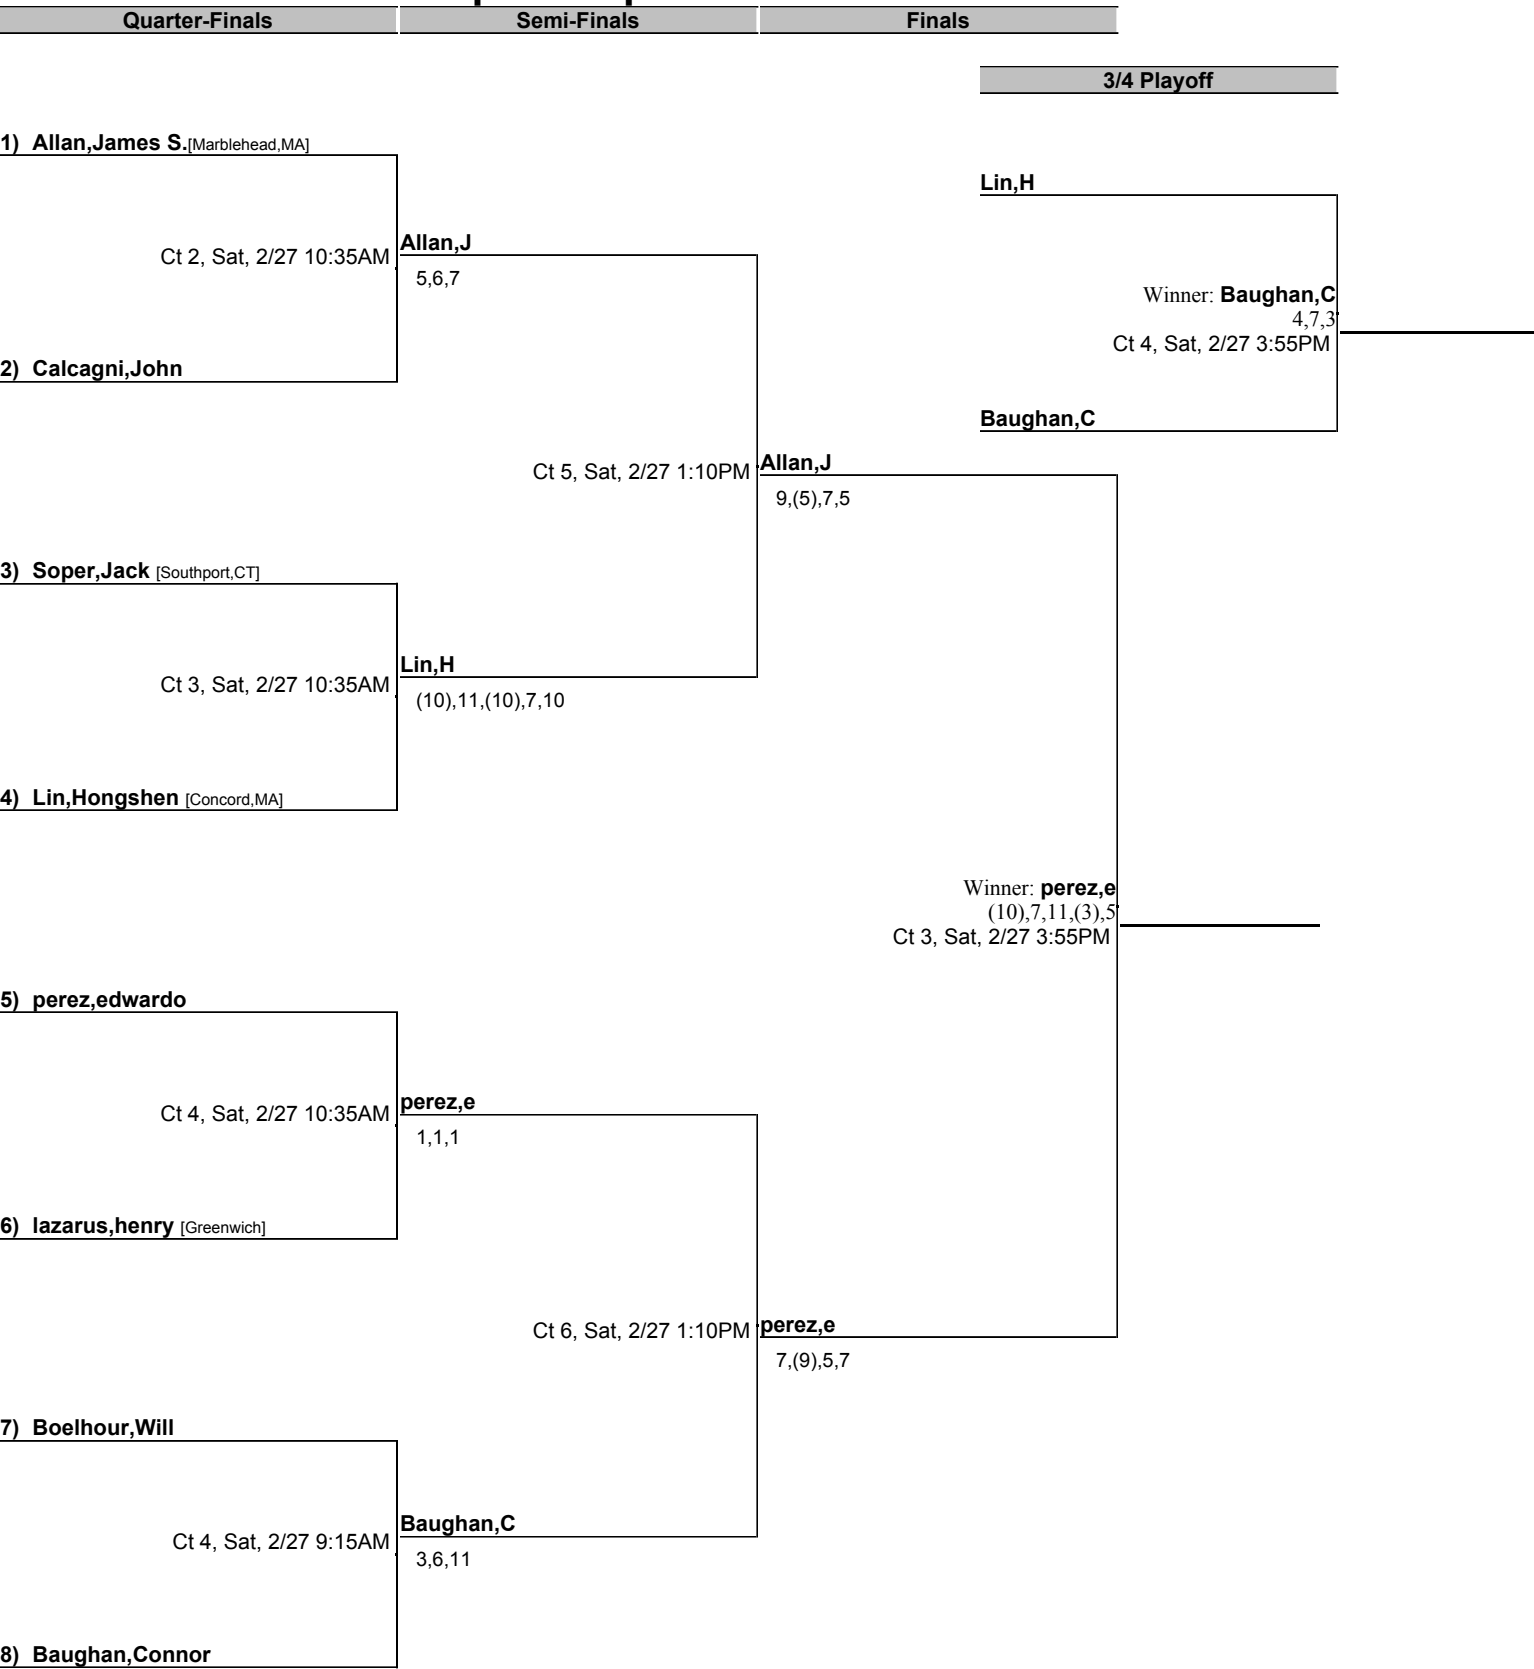 Quarter-Finals Semi-Finals Finals
3/4 Playoff
1) Allan,James S.[Marblehead,MA]
Lin,H
Allan,J
Ct 2, Sat, 2/27 10:35AM
5,6,7
Winner: Baughan,C
4,7,3
Ct 4, Sat, 2/27 3:55PM
2) Calcagni,John
Baughan,C
Allan,J
Ct 5, Sat, 2/27 1:10PM
9,(5),7,5
3) Soper,Jack [Southport,CT]
Lin,H
Ct 3, Sat, 2/27 10:35AM
(10),11,(10),7,10
4) Lin,Hongshen [Concord,MA]
Winner: perez,e
(10),7,11,(3),5
Ct 3, Sat, 2/27 3:55PM
5) perez,edwardo
perez,e
Ct 4, Sat, 2/27 10:35AM
1,1,1
6) lazarus,henry [Greenwich]
perez,e
Ct 6, Sat, 2/27 1:10PM
7,(9),5,7
7) Boelhour,Will
Baughan,C
Ct 4, Sat, 2/27 9:15AM
3,6,11
8) Baughan,Connor